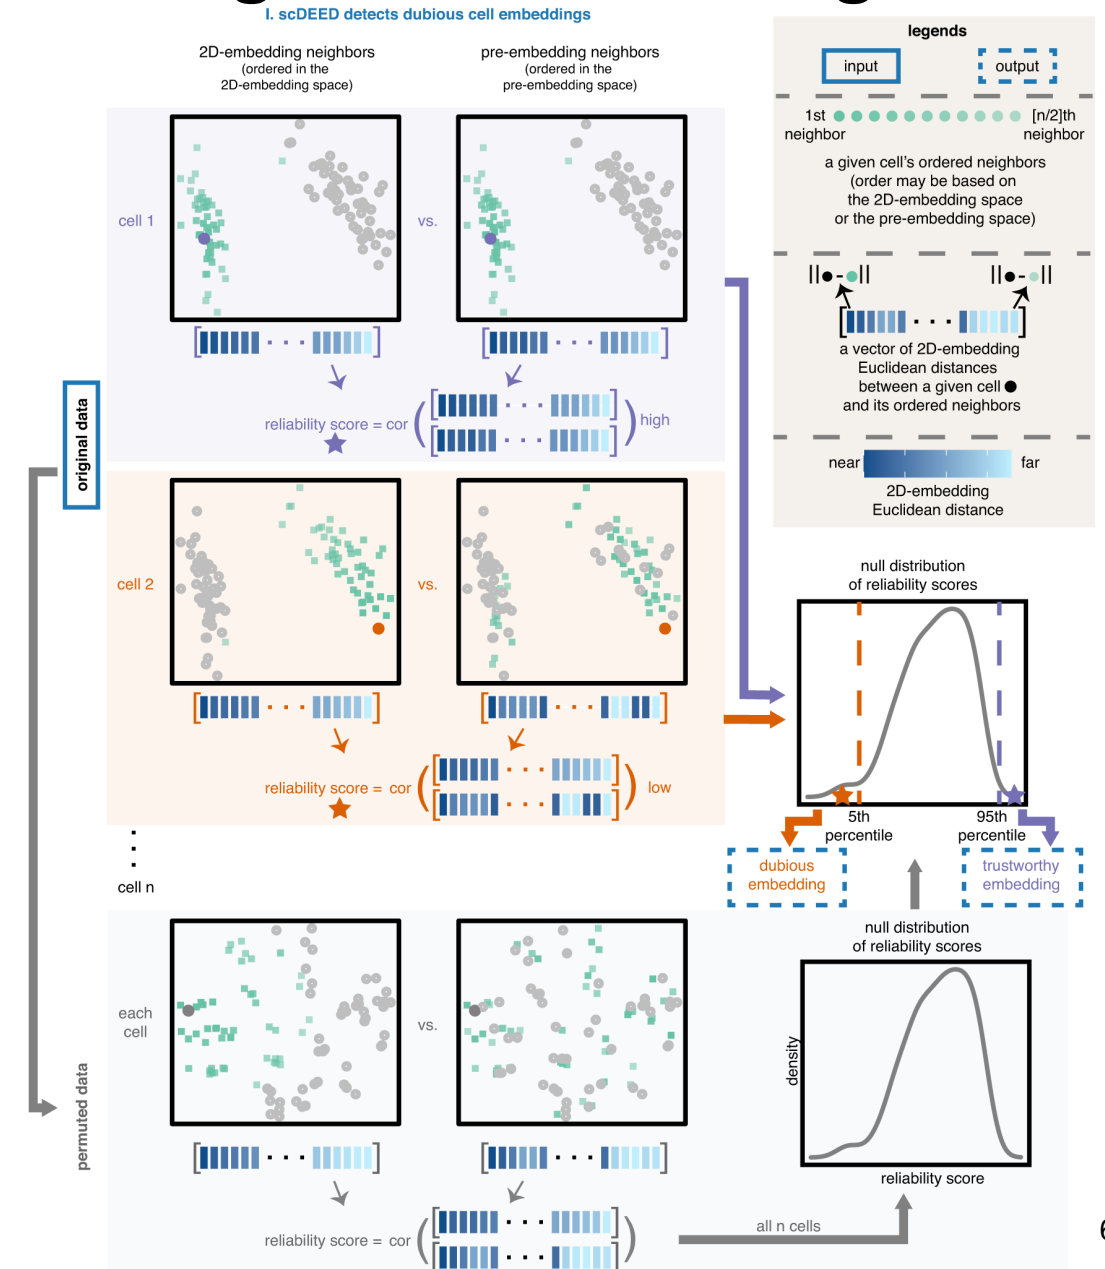 I. scDEED detects dubious cell embeddings
2D-embedding neighbors
(ordered in the
2D-embedding space)
pre-embedding neighbors
(ordered in the
pre-embedding space)
legends
input
output
1st
neighbor
[n/2]th
neighbor
a given cell's ordered neighbors
(order may be based on
the 2D-embedding space
or the pre-embedding space)
|| - ||
|| - ||
[ · · · ]
a vector of 2D-embedding
Euclidean distances
between a given cell
and its ordered neighbors
near
far
2D-embedding
Euclidean distance
original data
cell 1
vs.
[ · · · ]
[ · · · ]
reliability score = cor
( [ · · · ] [ · · · ] )
high
cell 2
vs.
[ · · · ]
[ · · · ]
reliability score = cor
( [ · · · ] [ · · · ] )
low
cell n
null distribution
of reliability scores
5th
percentile
95th
percentile
dubious
embedding
trustworthy
embedding
permuted data
each
cell
vs.
[ · · · ]
[ · · · ]
reliability score = cor
( [ · · · ] [ · · · ] )
all n cells
null distribution
of reliability scores
density
reliability score